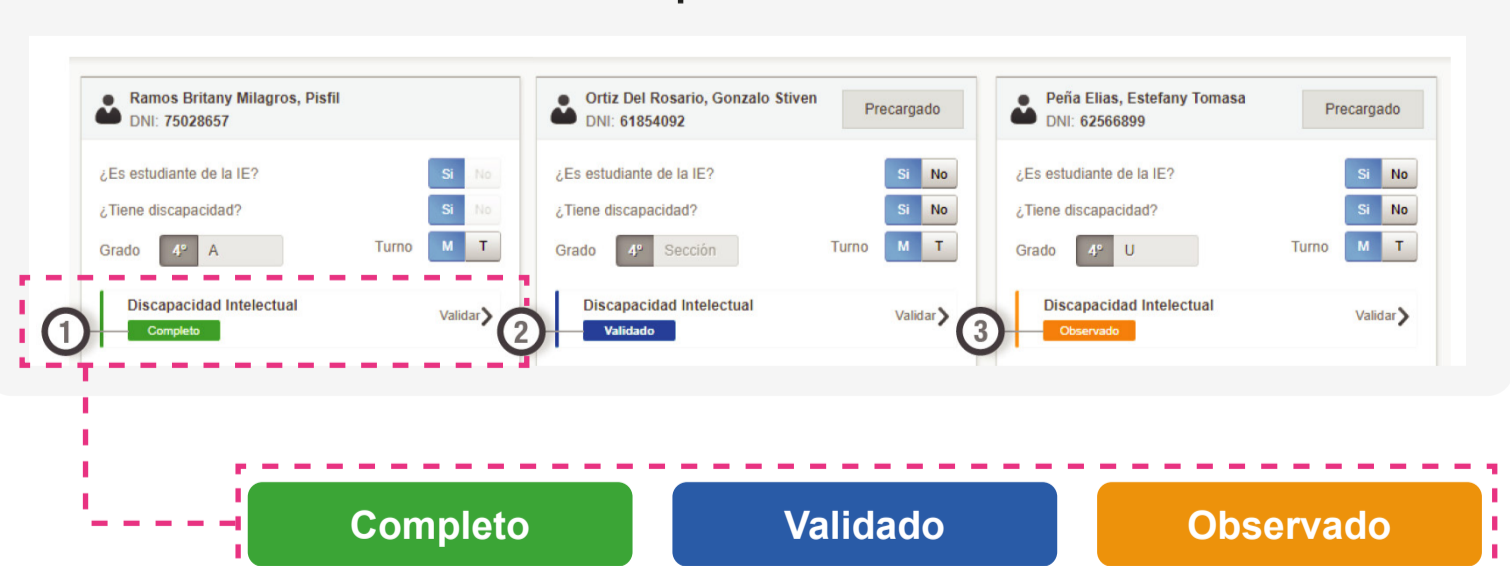 Ramos Britany Milagros, Pisfil
DNI: 75028657
¿Es estudiante de la IE? Si No
¿Tiene discapacidad? Si No
Grado 4º A Turno M T
Discapacidad Intelectual
Completo
Validar
1
Ortiz Del Rosario, Gonzalo Stiven
DNI: 61854092
Precargado
¿Es estudiante de la IE? Si No
¿Tiene discapacidad? Si No
Grado 4º Sección Turno M T
Discapacidad Intelectual
Validado
Validar
2
Peña Elias, Estefany Tomasa
DNI: 62566899
Precargado
¿Es estudiante de la IE? Si No
¿Tiene discapacidad? Si No
Grado 4º U Turno M T
Discapacidad Intelectual
Observado
Validar
3
Completo
Validado
Observado